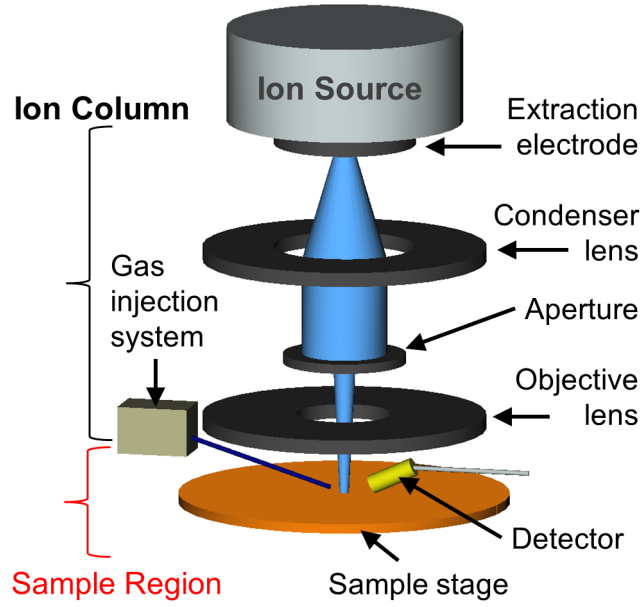 Ion Source
Ion Column
Extraction
electrode
Condenser
lens
Gas
injection
system
Aperture
Objective
lens
Detector
Sample Region
Sample stage